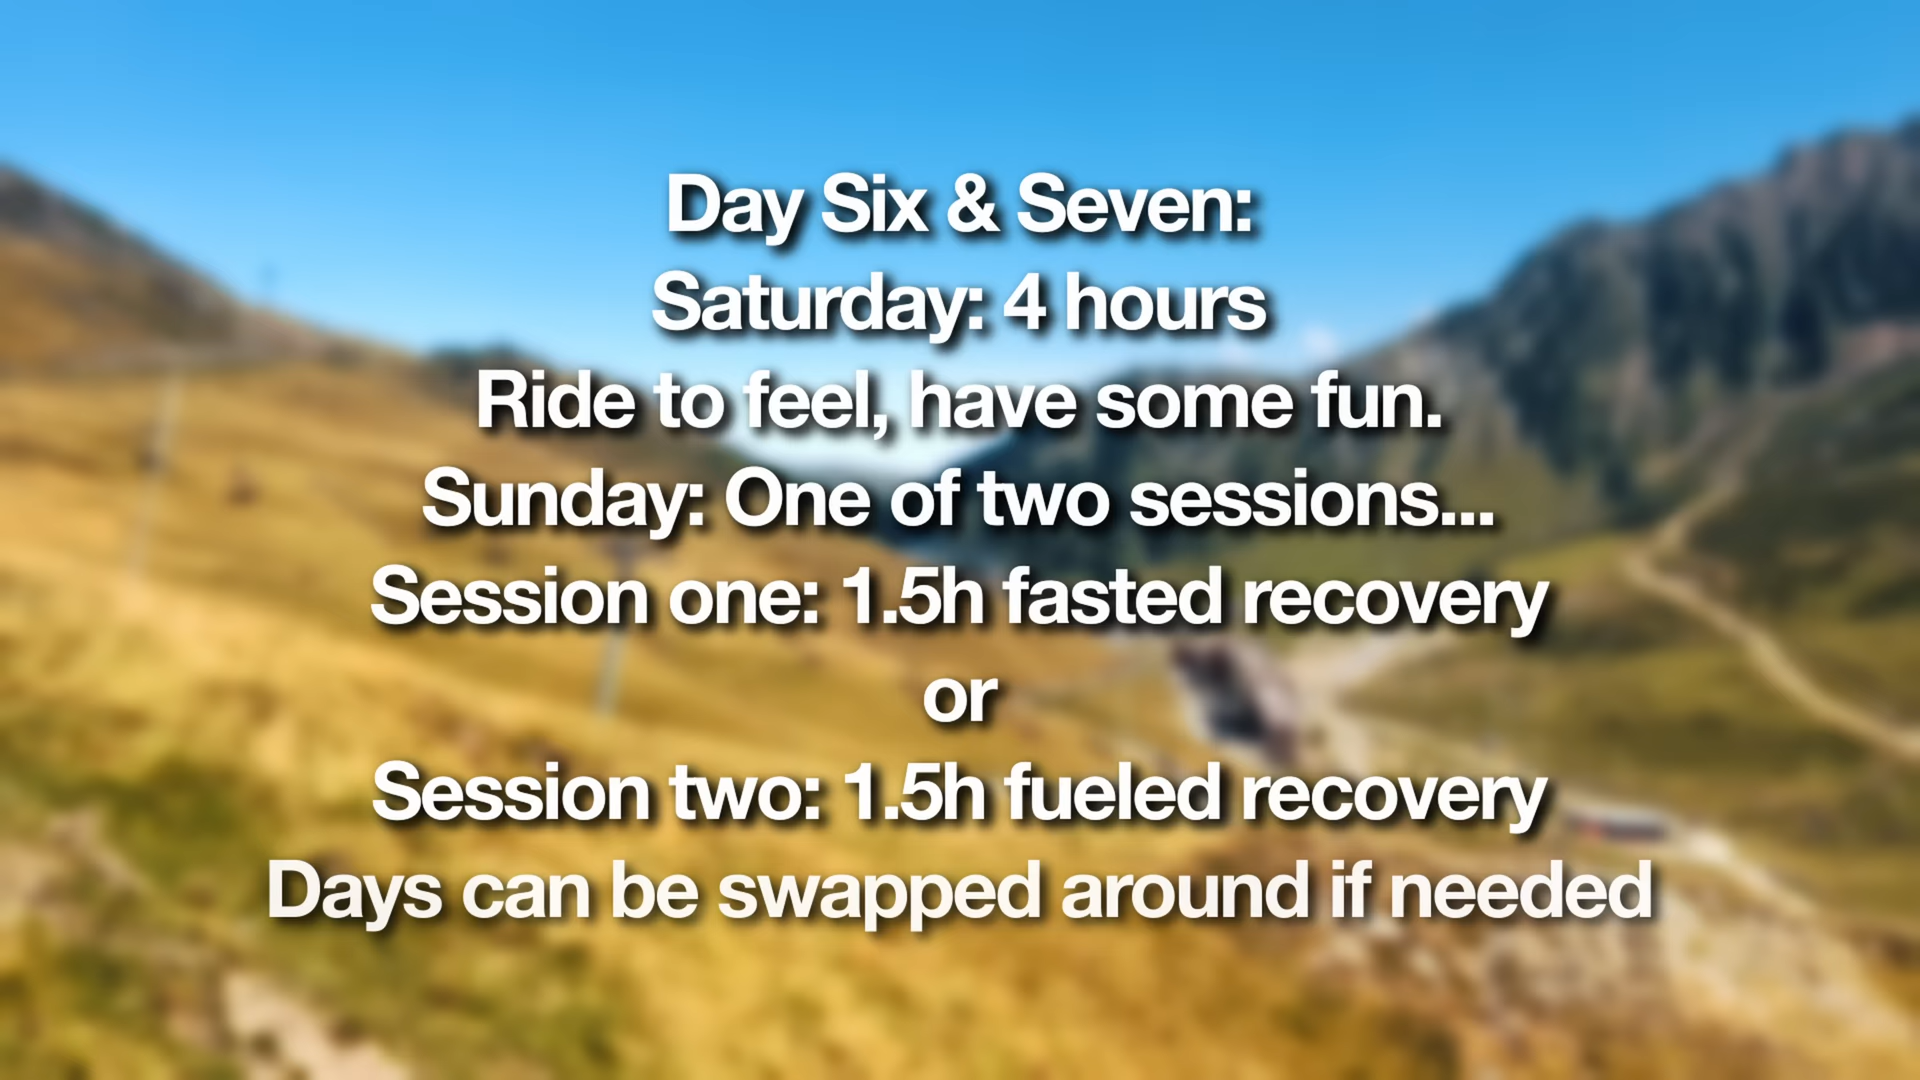 Day Six & Seven:
Saturday: 4 hours
Ride to feel, have some fun.
Sunday: One of two sessions...
Session one: 1.5h fasted recovery
or
Session two: 1.5h fueled recovery
Days can be swapped around if needed